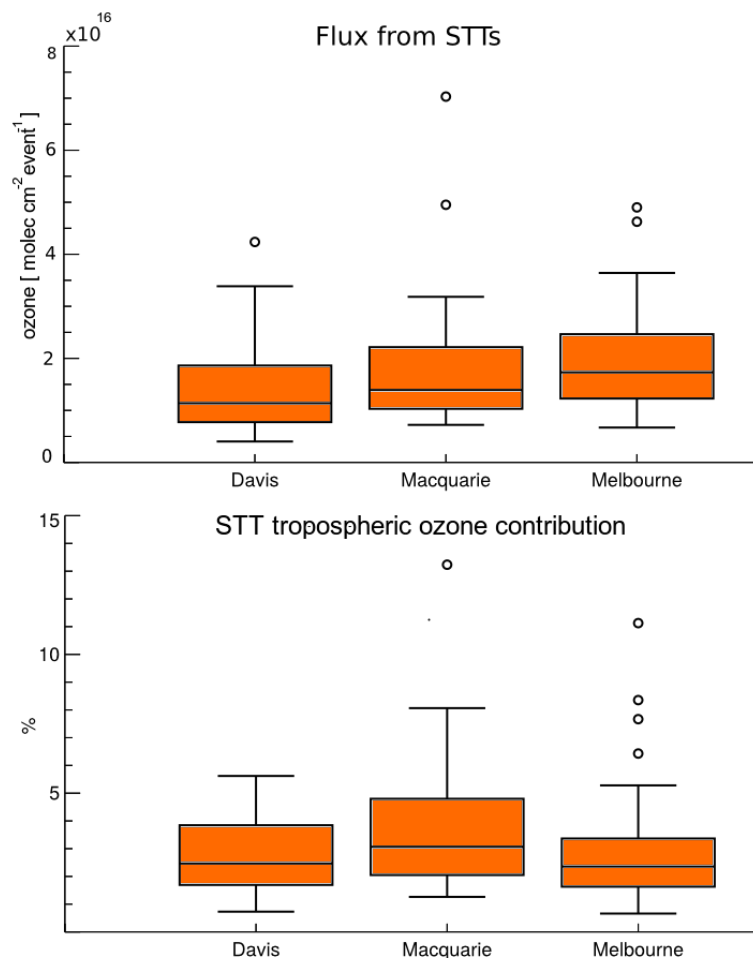 x10^16
Flux from STTs
8
6
4
2
0
ozone [ molec cm^-2 event^-1]
Davis Macquarie Melbourne
STT tropospheric ozone contribution
15
10
5
%
Davis Macquarie Melbourne